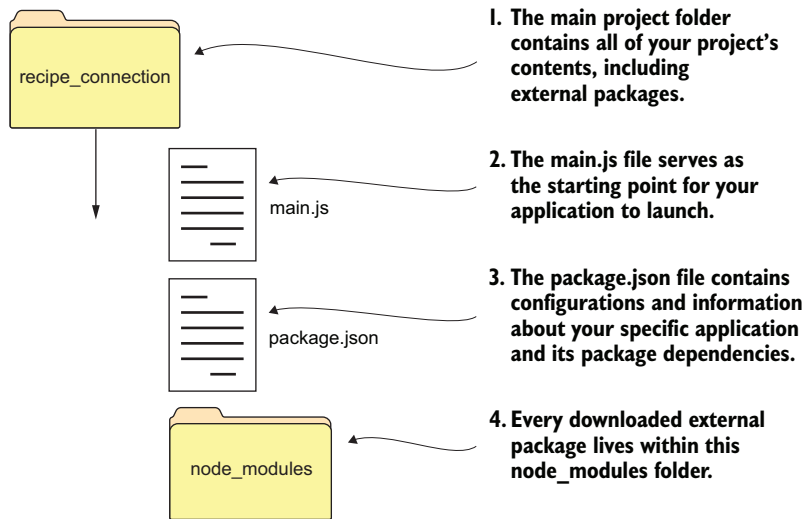 recipe_connection
1. The main project folder
contains all of your project's
contents, including
external packages.
main.js
2. The main.js file serves as
the starting point for your
application to launch.
package.json
3. The package.json file contains
configurations and information
about your specific application
and its package dependencies.
node_modules
4. Every downloaded external
package lives within this
node_modules folder.